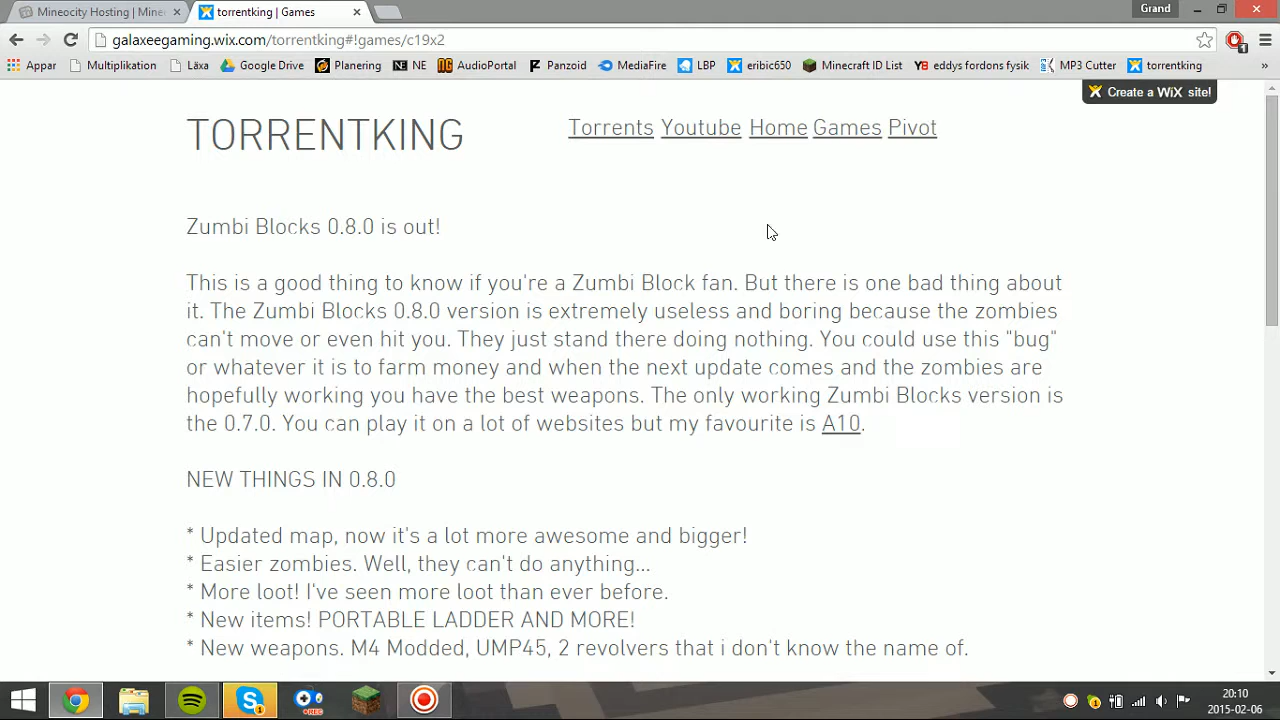 Mineocity Hosting | Mine
torrentking | Games
Grand
galaxeegaming.wix.com/torrentking#!games/c19x2
Appar
Multiplikation
Läxa
Google Drive
Planering
NE
NE
AudioPortal
Panzoid
MediaFire
LBP
eribic650
Minecraft ID List
eddys fordons fysik
MP3 Cutter
torrentking
»
Create a WiX site!
TORRENTKING
Torrents Youtube Home Games Pivot
Zumbi Blocks 0.8.0 is out!
This is a good thing to know if you're a Zumbi Block fan. But there is one bad thing about
it. The Zumbi Blocks 0.8.0 version is extremely useless and boring because the zombies
can't move or even hit you. They just stand there doing nothing. You could use this "bug"
or whatever it is to farm money and when the next update comes and the zombies are
hopefully working you have the best weapons. The only working Zumbi Blocks version is
the 0.7.0. You can play it on a lot of websites but my favourite is A10.
NEW THINGS IN 0.8.0
* Updated map, now it's a lot more awesome and bigger!
* Easier zombies. Well, they can't do anything...
* More loot! I've seen more loot than ever before.
* New items! PORTABLE LADDER AND MORE!
* New weapons. M4 Modded, UMP45, 2 revolvers that i don't know the name of.
REC
20:10
2015-02-06